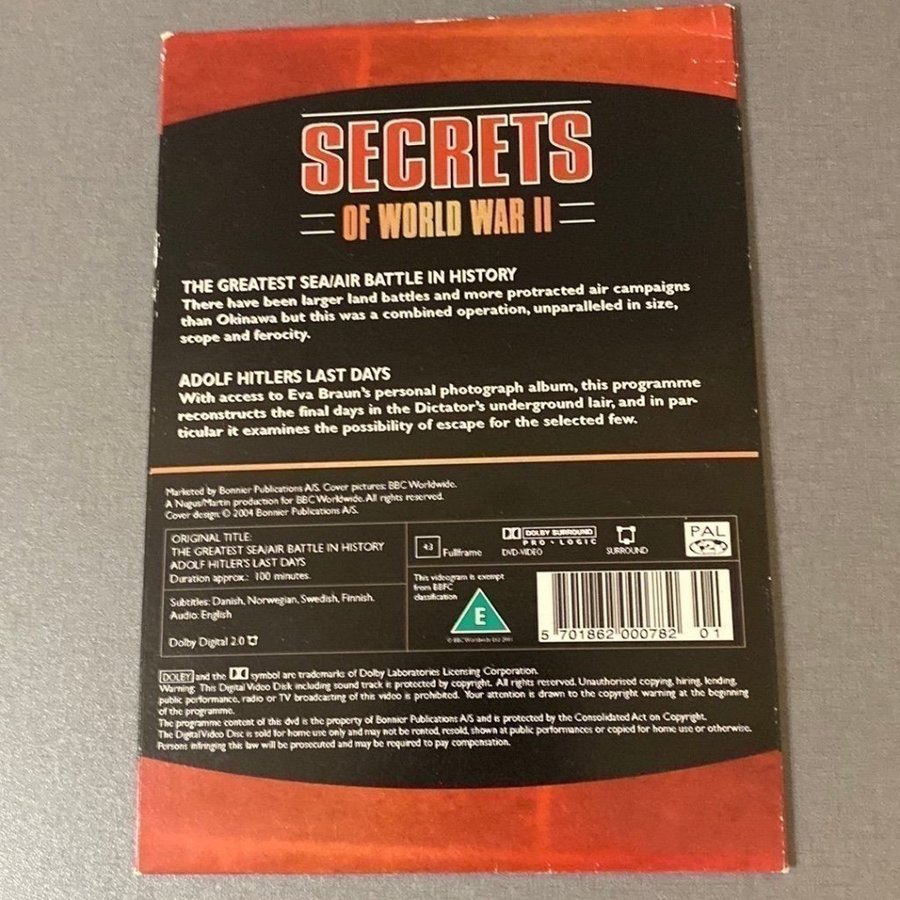 SECRETS
OF WORLD WAR II
THE GREATEST SEA/AIR BATTLE IN HISTORY
There have been larger land battles and more protracted air campaigns
than Okinawa but this was a combined operation, unparalleled in size,
scope and ferocity.
ADOLF HITLERS LAST DAYS
With access to Eva Braun's personal photograph album, this programme
reconstructs the final days in the Dictator's underground lair, and in par-
ticular it examines the possibility of escape for the selected few.
Marketed by Bonnier Publications A/S. Cover pictures: BBC Worldwide.
A Nugus/Martin production for BBC Worldwide. All rights reserved.
Cover design: © 2004 Bonnier Publications A/S.
ORIGINAL TITLE:
THE GREATEST SEA/AIR BATTLE IN HISTORY
ADOLF HITLER'S LAST DAYS
Duration approx.: 100 minutes.
Subtitles: Danish, Norwegian, Swedish, Finnish.
Audio: English
Dolby Digital 2.0
4:3
Fullframe
DOLBY SURROUND
PRO · LOGIC
DVD-VIDEO
SURROUND
PAL
This videogram is exempt
from BBFC
classification
E
© BBC Worldwide Ltd 2001
5 701862 000782 01
DOLBY and the symbol are trademarks of Dolby Laboratories Licensing Corporation.
Warning: This Digital Video Disk including sound track is protected by copyright. All rights reserved. Unauthorised copying, hiring, lending,
public performance, radio or TV broadcasting of this video is prohibited. Your attention is drawn to the copyright warning at the beginning
of the programme.
The programme content of this dvd is the property of Bonnier Publications A/S and is protected by the Consolidated Act on Copyright.
The Digital Video Disc is sold for home use only and may not be rented, resold, shown at public performances or copied for home use or otherwise.
Persons infringing this law will be prosecuted and may be required to pay compensation.